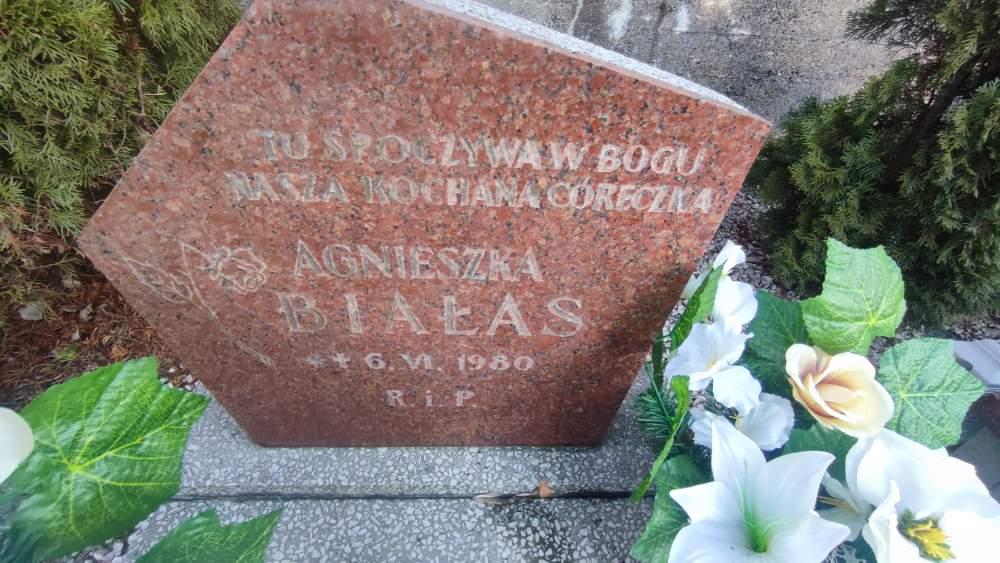 TU SPOCZYWA W BOGU
NASZA KOCHANA CÓRECZKA
AGNIESZKA
BIAŁAS
* + 6. VI. 1980
R i P.